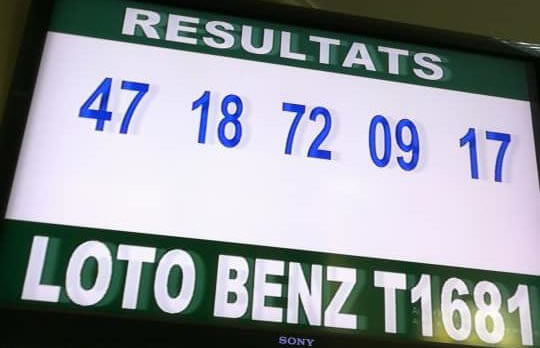 RESULTATS
47 18 72 09 17
LOTO BENZ T1681
SONY